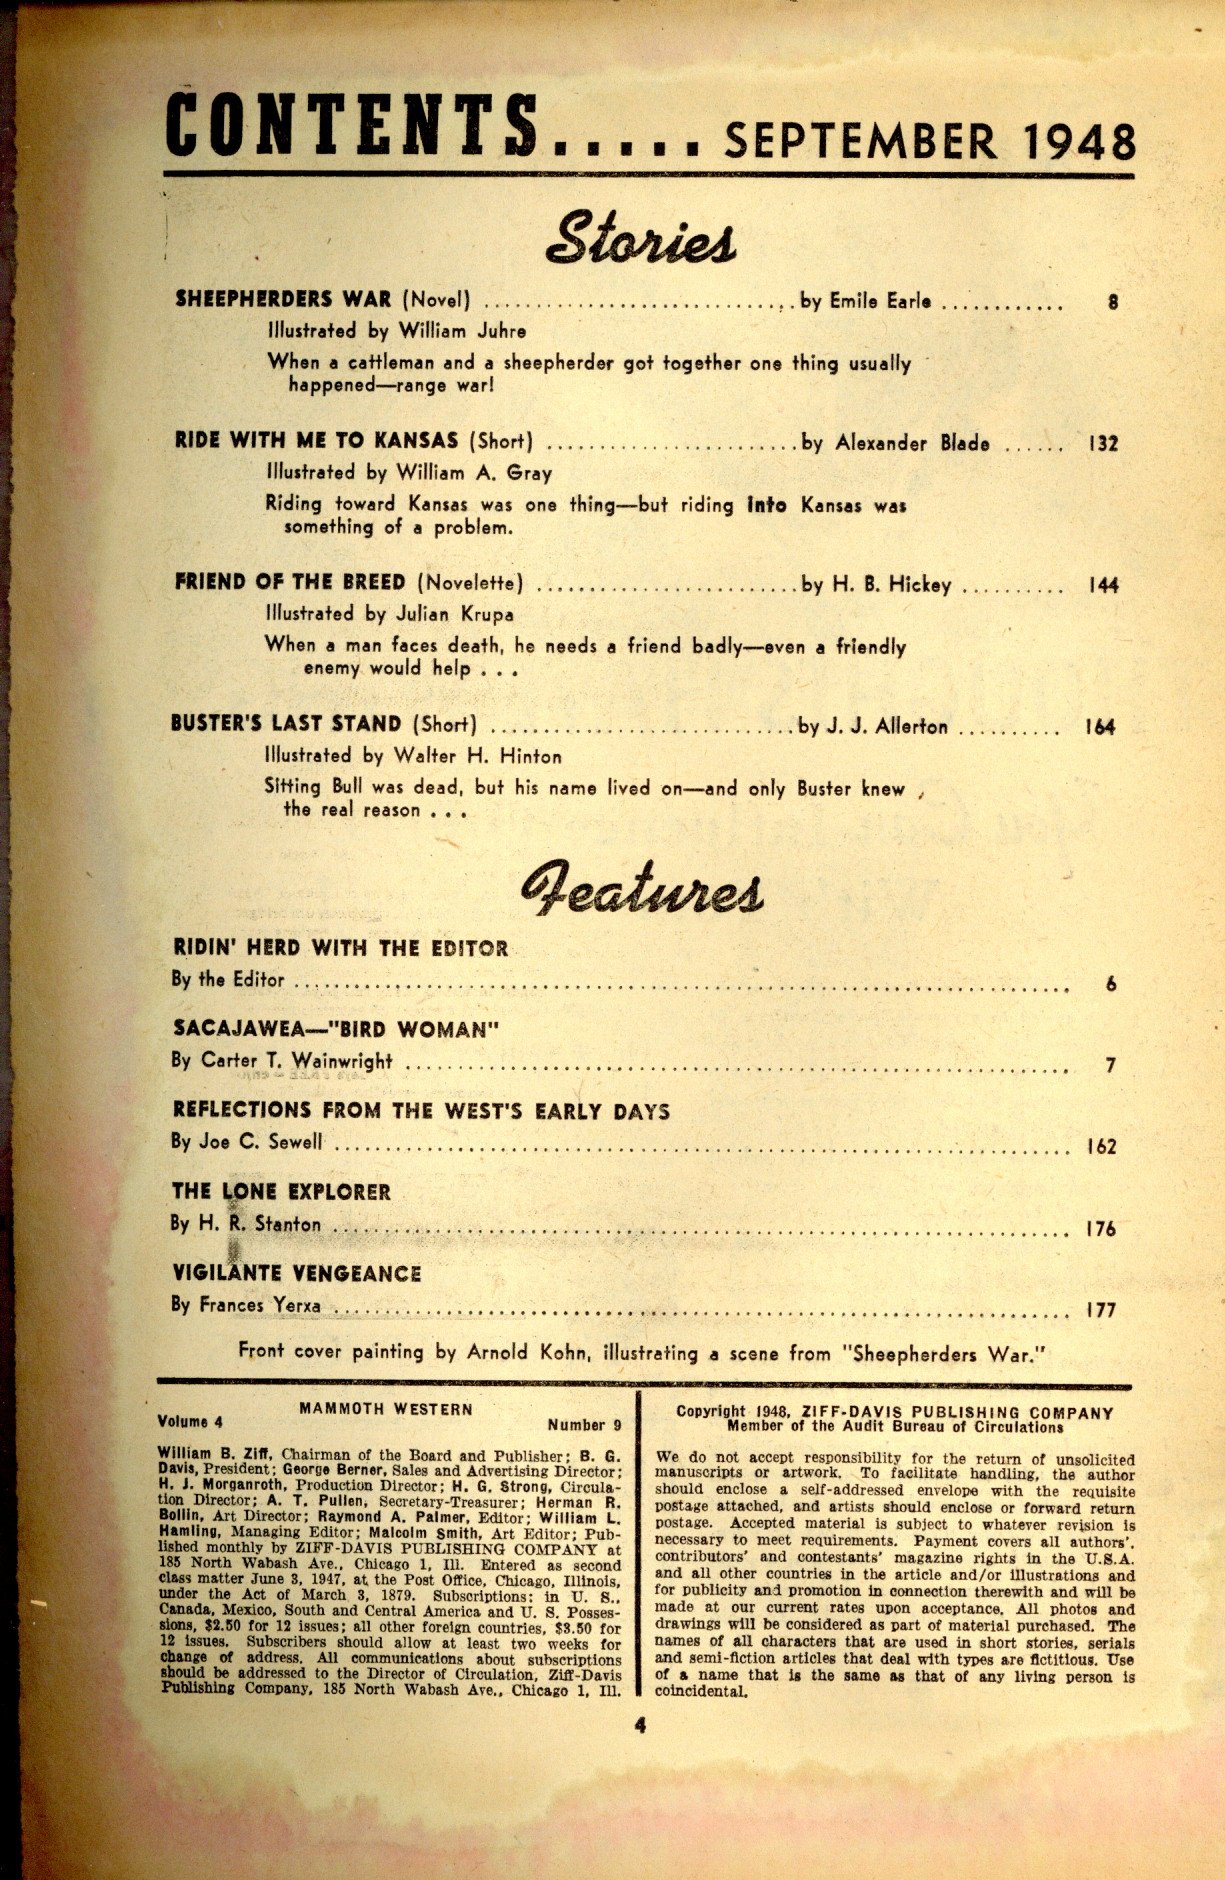 CONTENTS..... SEPTEMBER 1948
Stories
SHEEPHERDERS WAR (Novel) ..............................by Emile Earle ............ 8
Illustrated by William Juhre
When a cattleman and a sheepherder got together one thing usually
happened—range war!
RIDE WITH ME TO KANSAS (Short) ........................by Alexander Blade ...... 132
Illustrated by William A. Gray
Riding toward Kansas was one thing—but riding into Kansas was
something of a problem.
FRIEND OF THE BREED (Novelette) .........................by H. B. Hickey .......... 144
Illustrated by Julian Krupa
When a man faces death, he needs a friend badly—even a friendly
enemy would help . . .
BUSTER'S LAST STAND (Short) .............................by J. J. Allerton .......... 164
Illustrated by Walter H. Hinton
Sitting Bull was dead, but his name lived on—and only Buster knew
the real reason . . .
Features
RIDIN' HERD WITH THE EDITOR
By the Editor ........................................................................... 6
SACAJAWEA—"BIRD WOMAN"
By Carter T. Wainwright ................................................................ 7
REFLECTIONS FROM THE WEST'S EARLY DAYS
By Joe C. Sewell ....................................................................... 162
THE LONE EXPLORER
By H. R. Stanton ....................................................................... 176
VIGILANTE VENGEANCE
By Frances Yerxa ....................................................................... 177
Front cover painting by Arnold Kohn, illustrating a scene from "Sheepherders War."
MAMMOTH WESTERN
Volume 4 Number 9
William B. Ziff, Chairman of the Board and Publisher; B. G.
Davis, President; George Berner, Sales and Advertising Director;
H. J. Morganroth, Production Director; H. G. Strong, Circula-
tion Director; A. T. Pullen, Secretary-Treasurer; Herman R.
Bollin, Art Director; Raymond A. Palmer, Editor; William L.
Hamling, Managing Editor; Malcolm Smith, Art Editor; Pub-
lished monthly by ZIFF-DAVIS PUBLISHING COMPANY at
185 North Wabash Ave., Chicago 1, Ill. Entered as second
class matter June 3, 1947, at the Post Office, Chicago, Illinois,
under the Act of March 3, 1879. Subscriptions: in U. S.,
Canada, Mexico, South and Central America and U. S. Posses-
sions, $2.50 for 12 issues; all other foreign countries, $3.50 for
12 issues. Subscribers should allow at least two weeks for
change of address. All communications about subscriptions
should be addressed to the Director of Circulation, Ziff-Davis
Publishing Company, 185 North Wabash Ave., Chicago 1, Ill.
Copyright 1948, ZIFF-DAVIS PUBLISHING COMPANY
Member of the Audit Bureau of Circulations
We do not accept responsibility for the return of unsolicited
manuscripts or artwork. To facilitate handling, the author
should enclose a self-addressed envelope with the requisite
postage attached, and artists should enclose or forward return
postage. Accepted material is subject to whatever revision is
necessary to meet requirements. Payment covers all authors',
contributors' and contestants' magazine rights in the U.S.A.
and all other countries in the article and/or illustrations and
for publicity and promotion in connection therewith and will be
made at our current rates upon acceptance. All photos and
drawings will be considered as part of material purchased. The
names of all characters that are used in short stories, serials
and semi-fiction articles that deal with types are fictitious. Use
of a name that is the same as that of any living person is
coincidental.
4